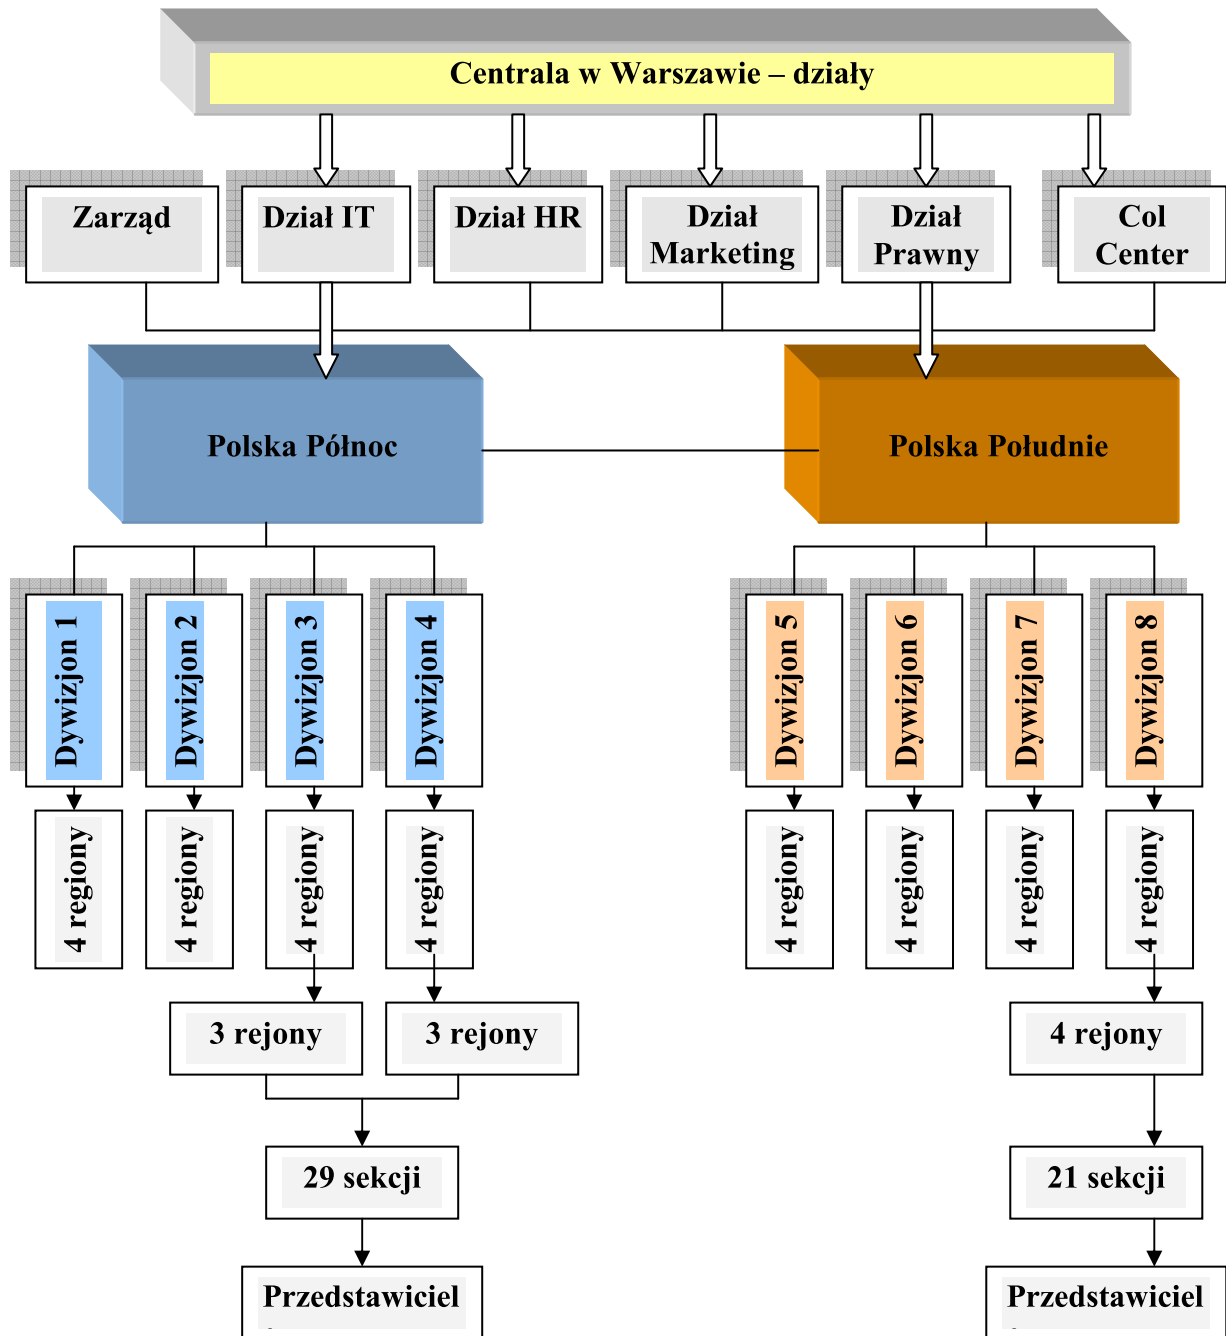 Centrala w Warszawie – działy
Zarząd
Dział IT
Dział HR
Dział
Marketing
Dział
Prawny
Col
Center
Polska Północ
Polska Południe
Dywizjon 1
Dywizjon 2
Dywizjon 3
Dywizjon 4
Dywizjon 5
Dywizjon 6
Dywizjon 7
Dywizjon 8
4 regiony
4 regiony
4 regiony
4 regiony
4 regiony
4 regiony
4 regiony
4 regiony
3 rejony
3 rejony
4 rejony
29 sekcji
21 sekcji
Przedstawiciel
Przedstawiciel